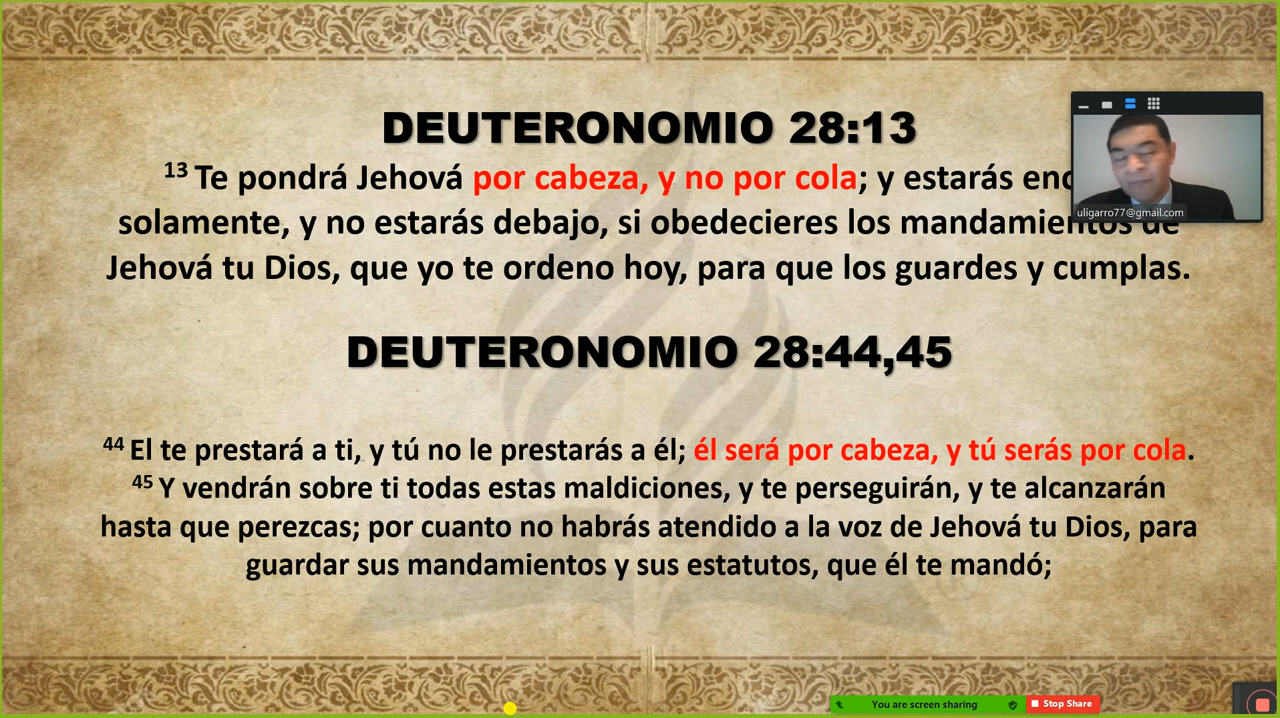 DEUTERONOMIO 28:13
13 Te pondrá Jehová por cabeza, y no por cola; y estarás
solamente, y no estarás debajo, si obedecieres los mandamientos de
Jehová tu Dios, que yo te ordeno hoy, para que los guardes y cumplas.
uligarro77@gmail.com
DEUTERONOMIO 28:44,45
44 El te prestará a ti, y tú no le prestarás a él; él será por cabeza, y tú serás por cola.
45 Y vendrán sobre ti todas estas maldiciones, y te perseguirán, y te alcanzarán
hasta que perezcas; por cuanto no habrás atendido a la voz de Jehová tu Dios, para
guardar sus mandamientos y sus estatutos, que él te mandó;
You are screen sharing
Stop Share